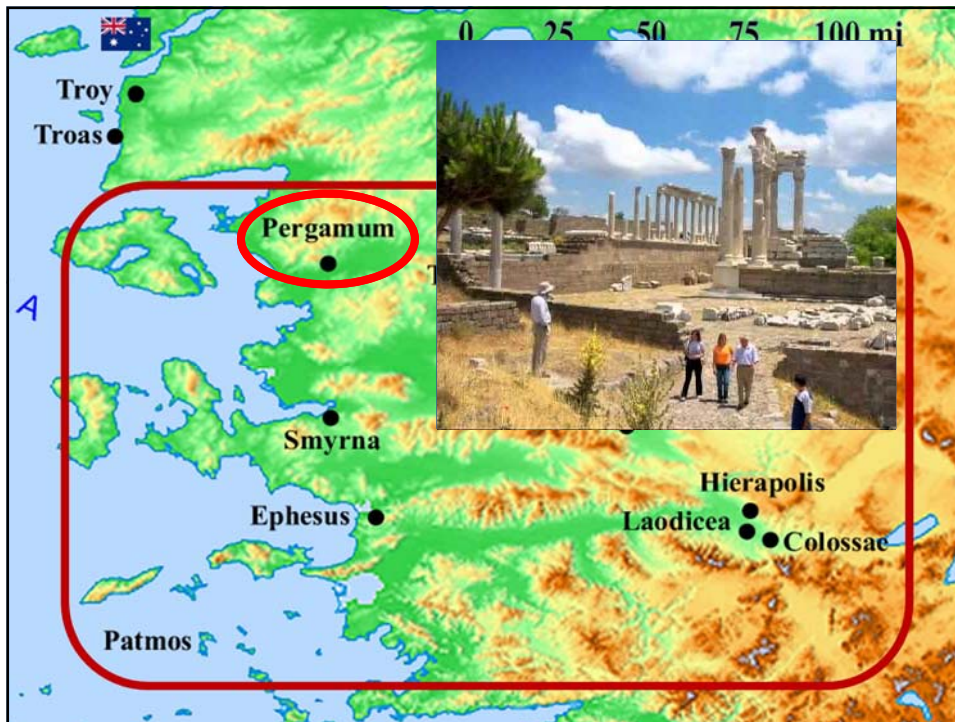 0 25 50 75 100 mi
Troy
Troas
Pergamum
T
A
Smyrna
Hierapolis
Ephesus
Laodicea
Colossae
Patmos